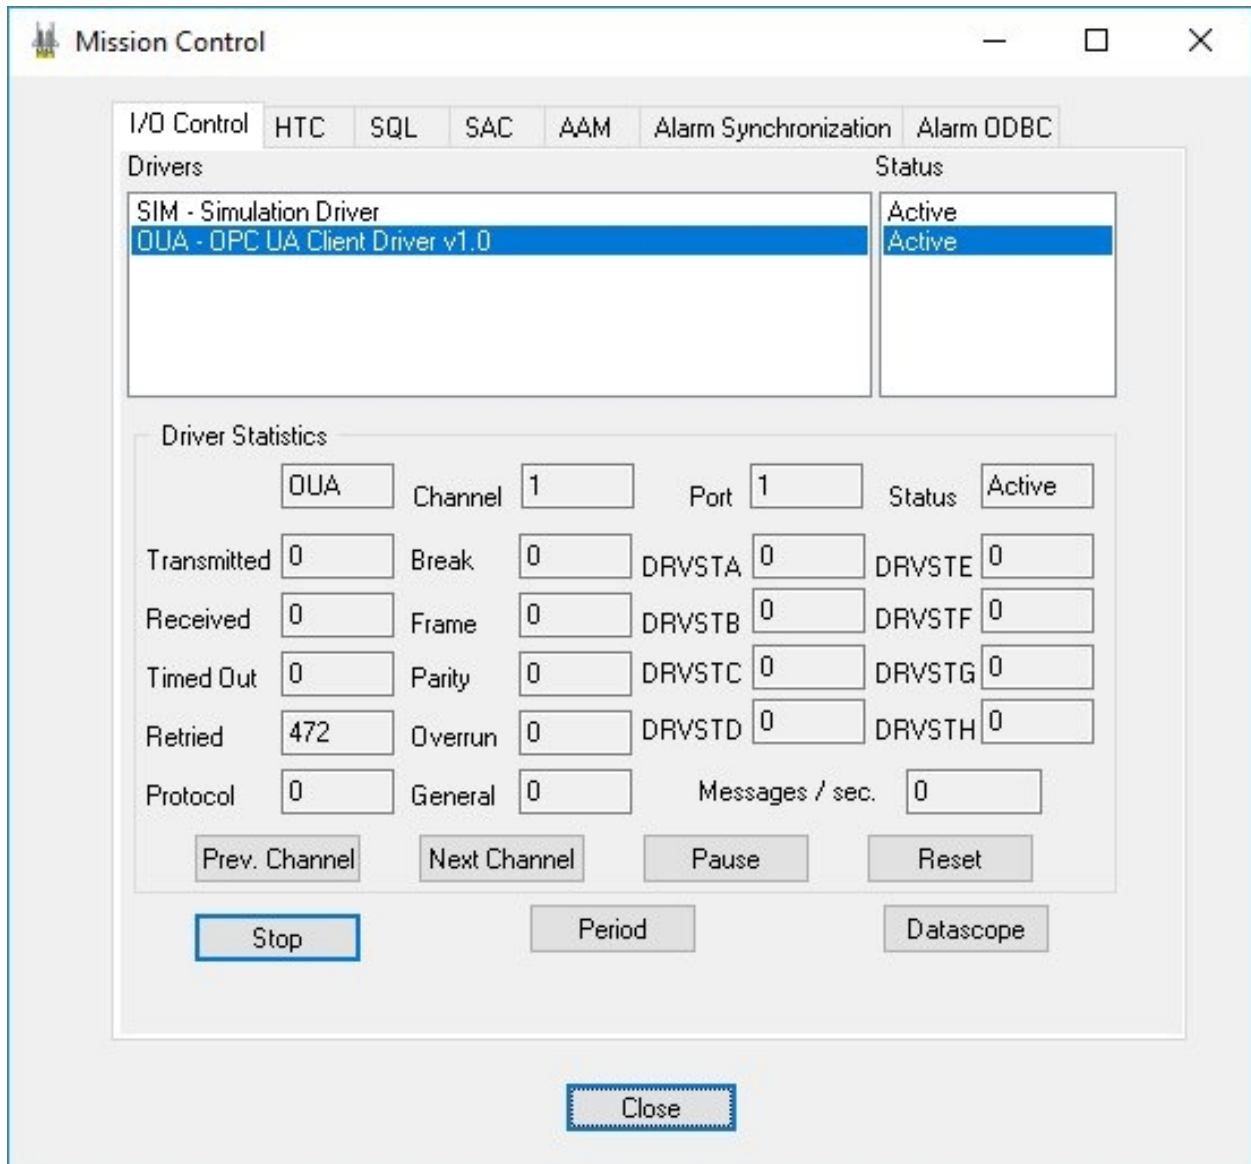 Mission Control
I/O Control HTC SQL SAC AAM Alarm Synchronization Alarm ODBC
Drivers Status
SIM - Simulation Driver Active
OUA - OPC UA Client Driver v1.0 Active
Driver Statistics
OUA Channel 1 Port 1 Status Active
Transmitted 0 Break 0 DRVSTA 0 DRVSTE 0
Received 0 Frame 0 DRVSTB 0 DRVSTF 0
Timed Out 0 Parity 0 DRVSTC 0 DRVSTG 0
Retried 472 Overrun 0 DRVSTD 0 DRVSTH 0
Protocol 0 General 0 Messages / sec. 0
Prev. Channel Next Channel Pause Reset
Stop Period Datascope
Close